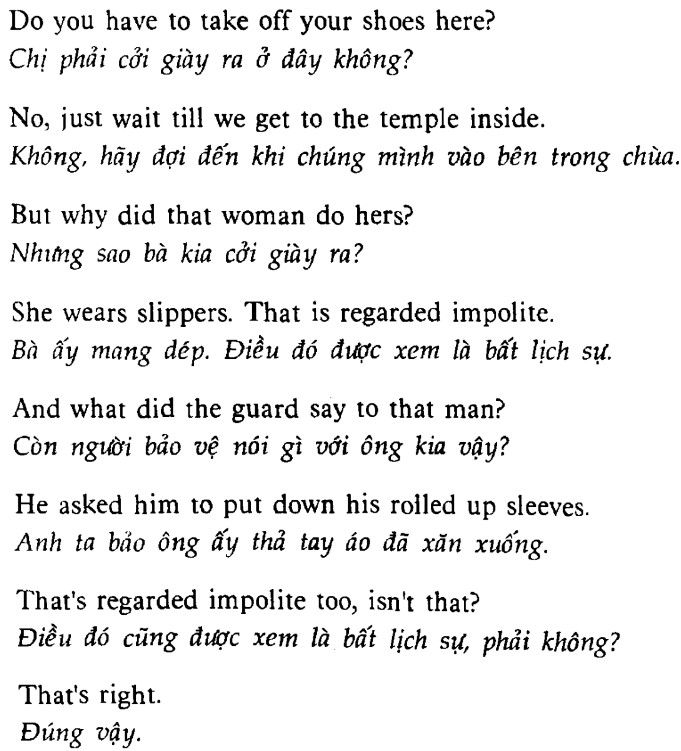 Do you have to take off your shoes here?
Chị phải cởi giày ra ở đây không?
No, just wait till we get to the temple inside.
Không, hãy đợi đến khi chúng mình vào bên trong chùa.
But why did that woman do hers?
Nhưng sao bà kia cởi giày ra?
She wears slippers. That is regarded impolite.
Bà ấy mang dép. Điều đó được xem là bất lịch sự.
And what did the guard say to that man?
Còn người bảo vệ nói gì với ông kia vậy?
He asked him to put down his rolled up sleeves.
Anh ta bảo ông ấy thả tay áo đã xăn xuống.
That's regarded impolite too, isn't that?
Điều đó cũng được xem là bất lịch sự, phải không?
That's right.
Đúng vậy.